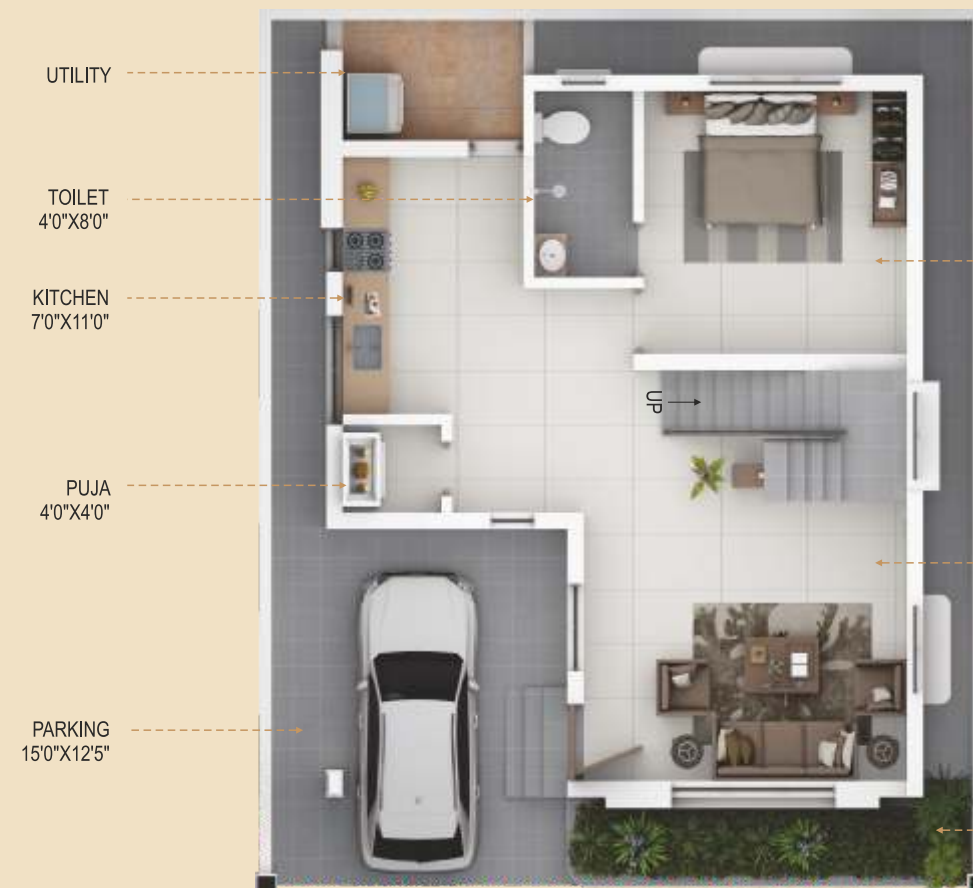 UTILITY
TOILET
4'0"X8'0"
KITCHEN
7'0"X11'0"
UP
PUJA
4'0"X4'0"
PARKING
15'0"X12'5"